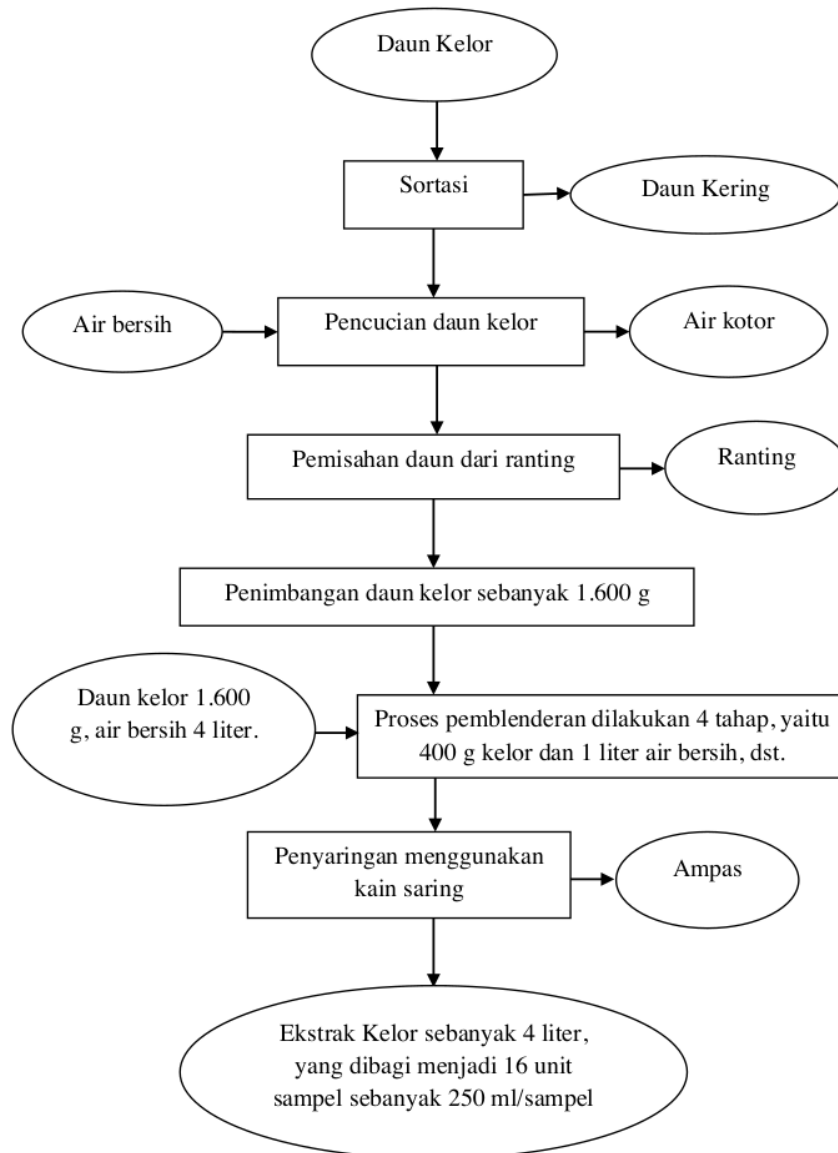 Daun Kelor
Sortasi
Daun Kering
Air bersih
Pencucian daun kelor
Air kotor
Pemisahan daun dari ranting
Ranting
Penimbangan daun kelor sebanyak 1.600 g
Daun kelor 1.600
g, air bersih 4 liter.
Proses pemblenderan dilakukan 4 tahap, yaitu
400 g kelor dan 1 liter air bersih, dst.
Penyaringan menggunakan
kain saring
Ampas
Ekstrak Kelor sebanyak 4 liter,
yang dibagi menjadi 16 unit
sampel sebanyak 250 ml/sampel